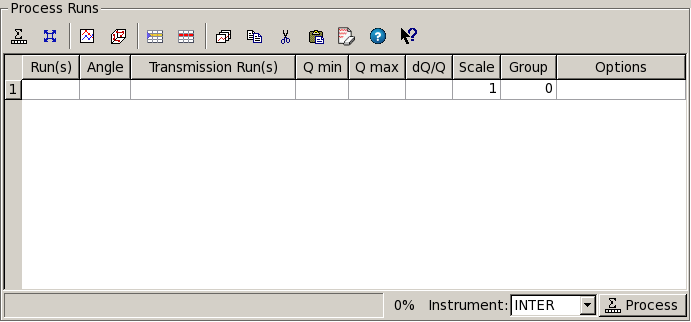 Process Runs
Run(s) Angle Transmission Run(s) Q min Q max dQ/Q Scale Group Options
1 1 0
0% Instrument: INTER Process